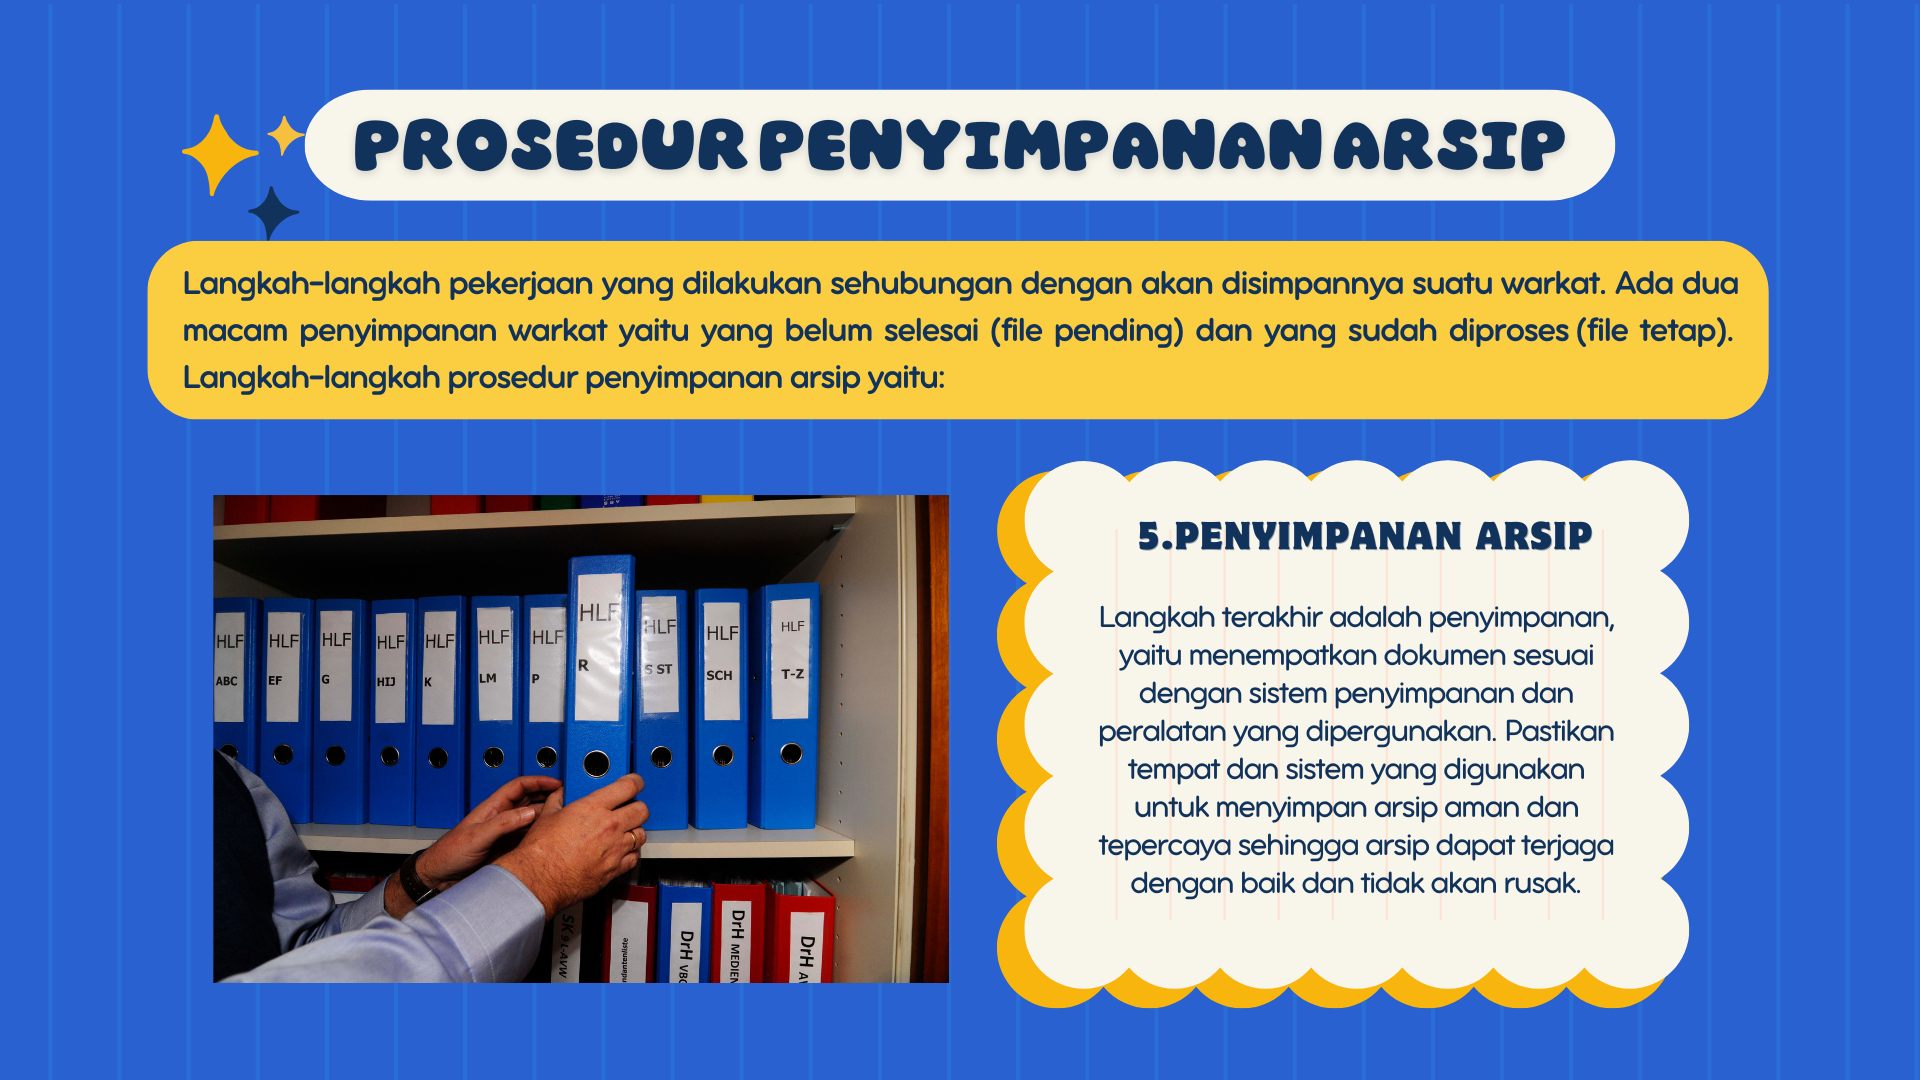 PROSEDUR PENYIMPANAN ARSIP
Langkah-langkah pekerjaan yang dilakukan sehubungan dengan akan disimpannya suatu warkat. Ada dua
macam penyimpanan warkat yaitu yang belum selesai (file pending) dan yang sudah diproses (file tetap).
Langkah-langkah prosedur penyimpanan arsip yaitu:
5.PENYIMPANAN ARSIP
Langkah terakhir adalah penyimpanan,
yaitu menempatkan dokumen sesuai
dengan sistem penyimpanan dan
peralatan yang dipergunakan. Pastikan
tempat dan sistem yang digunakan
untuk menyimpan arsip aman dan
tepercaya sehingga arsip dapat terjaga
dengan baik dan tidak akan rusak.
HLF
ABC
HLF
EF
HLF
G
HLF
HIJ
HLF
K
HLF
LM
HLF
P
HLF
R
HLF
S ST
HLF
SCH
HLF
T-Z
DrH
DrH MEDIEN
DrH